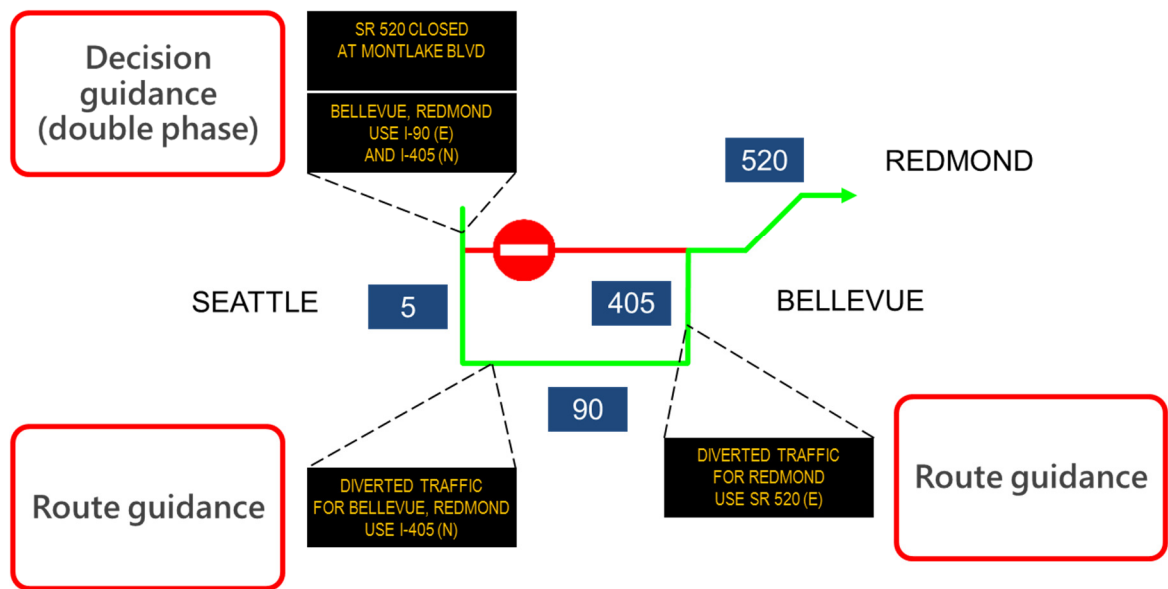 Decision
guidance
(double phase)
SR 520 CLOSED
AT MONTLAKE BLVD
BELLEVUE, REDMOND
USE I-90 (E)
AND I-405 (N)
520
REDMOND
SEATTLE
5
405
BELLEVUE
90
Route guidance
DIVERTED TRAFFIC
FOR BELLEVUE, REDMOND
USE I-405 (N)
DIVERTED TRAFFIC
FOR REDMOND
USE SR 520 (E)
Route guidance